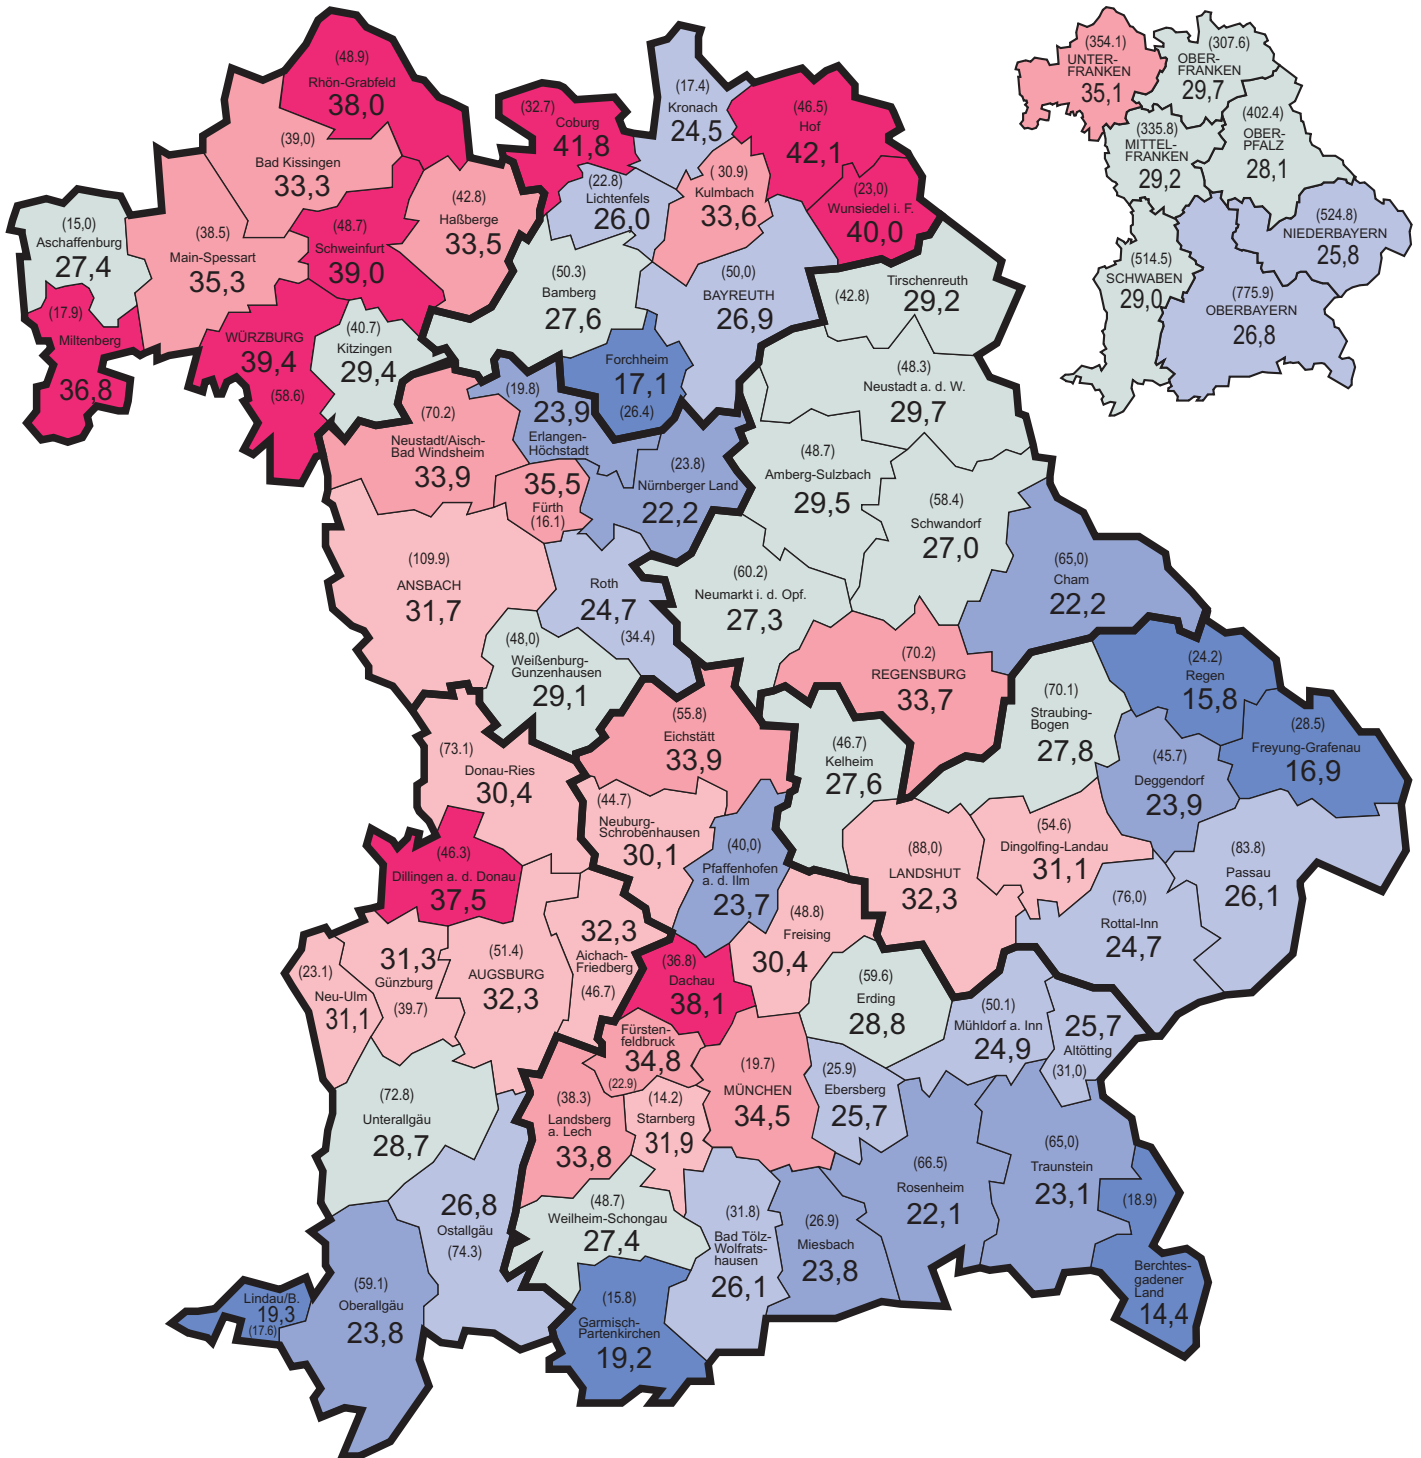 (48.9)
Rhön-Grabfeld
38,0
(39,0)
Bad Kissingen
33,3
(42.8)
Haßberge
33,5
(15,0)
Aschaffenburg
27,4
(38.5)
Main-Spessart
35,3
(48.7)
Schweinfurt
39,0
(17.9)
Miltenberg
36,8
WÜRZBURG
39,4
(58.6)
(40.7)
Kitzingen
29,4
(32.7)
Coburg
41,8
(17.4)
Kronach
24,5
(46.5)
Hof
42,1
(22.8)
Lichtenfels
26,0
(30.9)
Kulmbach
33,6
(23,0)
Wunsiedel i. F.
40,0
(50.3)
Bamberg
27,6
(50,0)
BAYREUTH
26,9
Forchheim
17,1
(26.4)
(42.8)
Tirschenreuth
29,2
(48.3)
Neustadt a. d. W.
29,7
(48.7)
Amberg-Sulzbach
29,5
(58.4)
Schwandorf
27,0
(65,0)
Cham
22,2
(60.2)
Neumarkt i. d. Opf.
27,3
(70.2)
REGENSBURG
33,7
(70.2)
Neustadt/Aisch-
Bad Windsheim
33,9
(19.8)
23,9
Erlangen-
Höchstadt
35,5
Fürth
(16.1)
(23.8)
Nürnberger Land
22,2
(109.9)
ANSBACH
31,7
Roth
24,7
(34.4)
(48,0)
Weißenburg-
Gunzenhausen
29,1
(24.2)
Regen
15,8
(70.1)
Straubing-
Bogen
27,8
(28.5)
Freyung-Grafenau
16,9
(45.7)
Deggendorf
23,9
(46.7)
Kelheim
27,6
(88,0)
LANDSHUT
32,3
(54.6)
Dingolfing-Landau
31,1
(83.8)
Passau
26,1
(76,0)
Rottal-Inn
24,7
(73.1)
Donau-Ries
30,4
(46.3)
Dillingen a. d. Donau
37,5
(23.1)
Neu-Ulm
31,1
31,3
Günzburg
(39.7)
(51.4)
AUGSBURG
32,3
32,3
Aichach-
Friedberg
(46.7)
(72.8)
Unterallgäu
28,7
26,8
Ostallgäu
(74.3)
(59.1)
Oberallgäu
23,8
Lindau/B.
19,3
(17.6)
(55.8)
Eichstätt
33,9
(44.7)
Neuburg-
Schrobenhausen
30,1
(40,0)
Pfaffenhofen
a. d. Ilm
23,7
(48.8)
Freising
30,4
(36.8)
Dachau
38,1
(59.6)
Erding
28,8
(50.1)
Mühldorf a. Inn
24,9
25,7
Altötting
(31,0)
Fürsten-
feldbruck
34,8
(22.9)
(19.7)
MÜNCHEN
34,5
(25.9)
Ebersberg
25,7
(38.3)
Landsberg
a. Lech
33,8
(14.2)
Starnberg
31,9
(48.7)
Weilheim-Schongau
27,4
(31.8)
Bad Tölz-
Wolfrats-
hausen
26,1
(26.9)
Miesbach
23,8
(66.5)
Rosenheim
22,1
(65,0)
Traunstein
23,1
(18.9)
Berchtes-
gadener
Land
14,4
(15.8)
Garmisch-
Partenkirchen
19,2
(354.1)
UNTER-
FRANKEN
35,1
(307.6)
OBER-
FRANKEN
29,7
(335.8)
MITTEL-
FRANKEN
29,2
(402.4)
OBER-
PFALZ
28,1
(524.8)
NIEDERBAYERN
25,8
(514.5)
SCHWABEN
29,0
(775.9)
OBERBAYERN
26,8